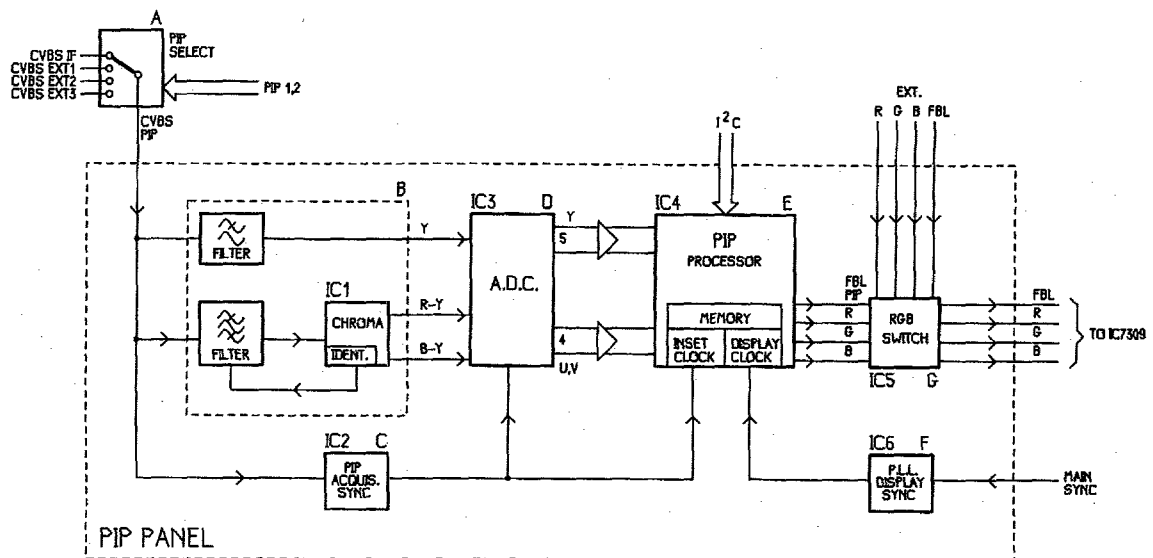 A
PIP
SELECT
CVBS IF
CVBS EXT1
CVBS EXT2
CVBS EXT3
PIP 1,2
CVBS
PIP
EXT.
R G B FBL
I²C
B
FILTER
Y
IC3 D
A.D.C.
Y
5
4
U,V
IC4 E
PIP
PROCESSOR
MEMORY
INSET
CLOCK
DISPLAY
CLOCK
FILTER
IC1
CHROMA
IDENT.
R-Y
B-Y
FBL
PIP
R
G
B
RGB
SWITCH
IC5 G
FBL
R
G
B
TO IC7309
IC2 C
PIP
ACQUIS.
SYNC
IC6 F
P.L.L.
DISPLAY
SYNC
MAIN
SYNC
PIP PANEL